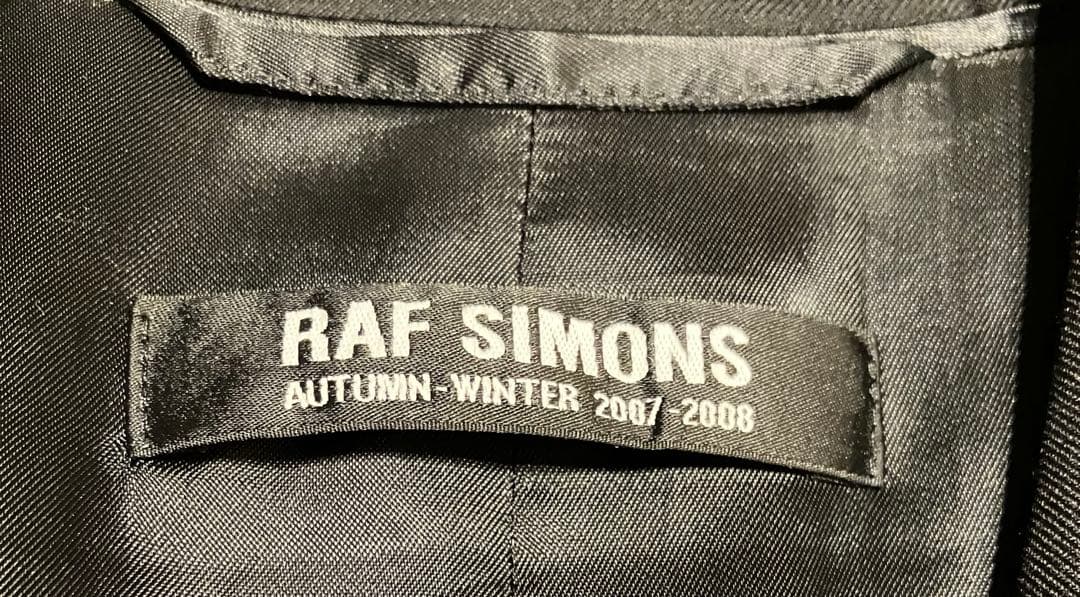 RAF SIMONS
AUTUMN-WINTER 2007-2008